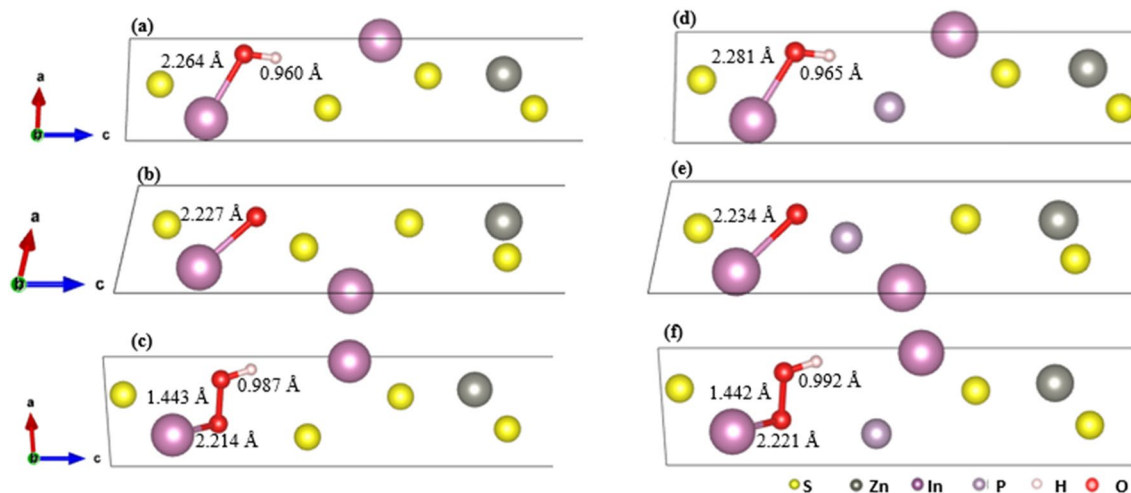 (a)
2.264 Å
0.960 Å
a
b
c
(d)
2.281 Å
0.965 Å
(b)
2.227 Å
a
b
c
(e)
2.234 Å
(c)
1.443 Å
0.987 Å
2.214 Å
a
b
c
(f)
1.442 Å
0.992 Å
2.221 Å
S Zn In P H O